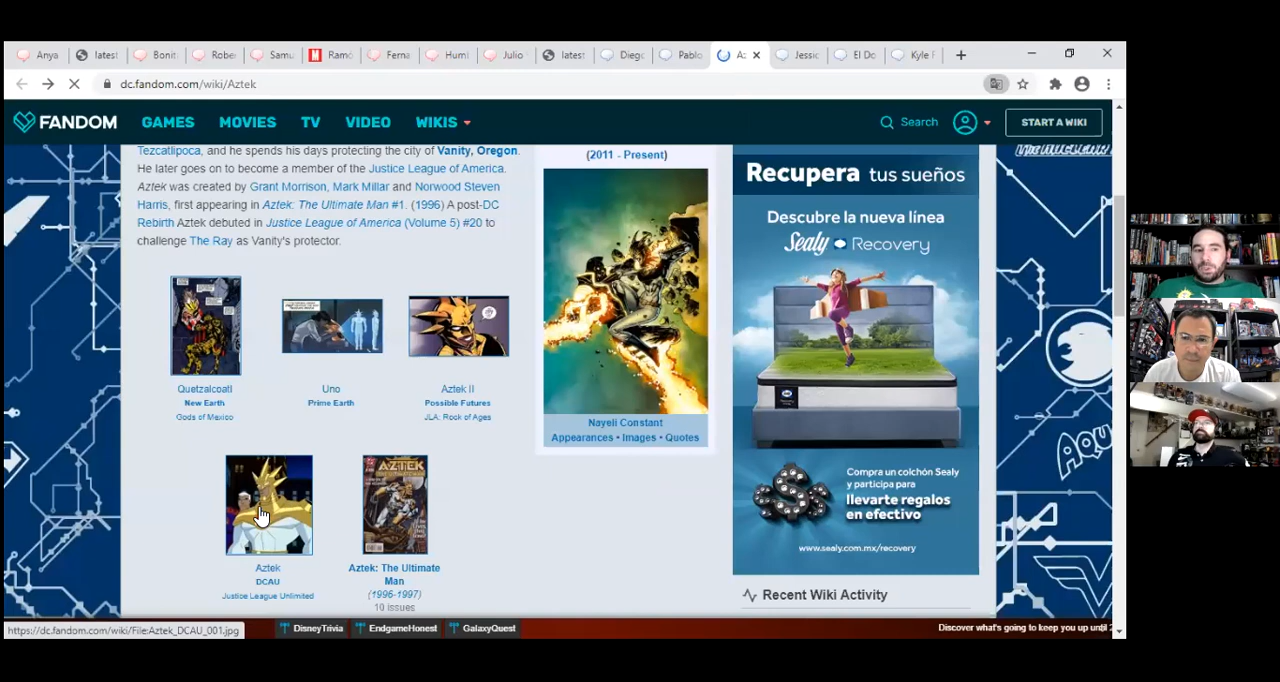 Anya
latest
Bonit
Rober
Samu
Ramó
Ferna
Humb
Julio
latest
Diego
Pablo
Az
Jessic
El Do
Kyle F
dc.fandom.com/wiki/Aztek
FANDOM
GAMES
MOVIES
TV
VIDEO
WIKIS
Search
START A WIKI
Tezcatlipoca, and he spends his days protecting the city of Vanity, Oregon.
He later goes on to become a member of the Justice League of America.
Aztek was created by Grant Morrison, Mark Millar and Norwood Steven
Harris, first appearing in Aztek: The Ultimate Man #1. (1996) A post-DC
Rebirth Aztek debuted in Justice League of America (Volume 5) #20 to
challenge The Ray as Vanity's protector.
Quetzalcoatl
New Earth
Gods of Mexico
Uno
Prime Earth
Aztek II
Possible Futures
JLA: Rock of Ages
Aztek
DCAU
Justice League Unlimited
AZTEK
Aztek: The Ultimate
Man
(1996-1997)
10 issues
(2011 - Present)
Nayeli Constant
Appearances • Images • Quotes
Recupera tus sueños
Descubre la nueva línea
Sealy Recovery
Compra un colchón Sealy
y participa para
llevarte regalos
en efectivo
www.sealy.com.mx/recovery
Recent Wiki Activity
https://dc.fandom.com/wiki/File:Aztek_DCAU_001.jpg
DisneyTrivia
EndgameHonest
GalaxyQuest
Discover what's going to keep you up until 2